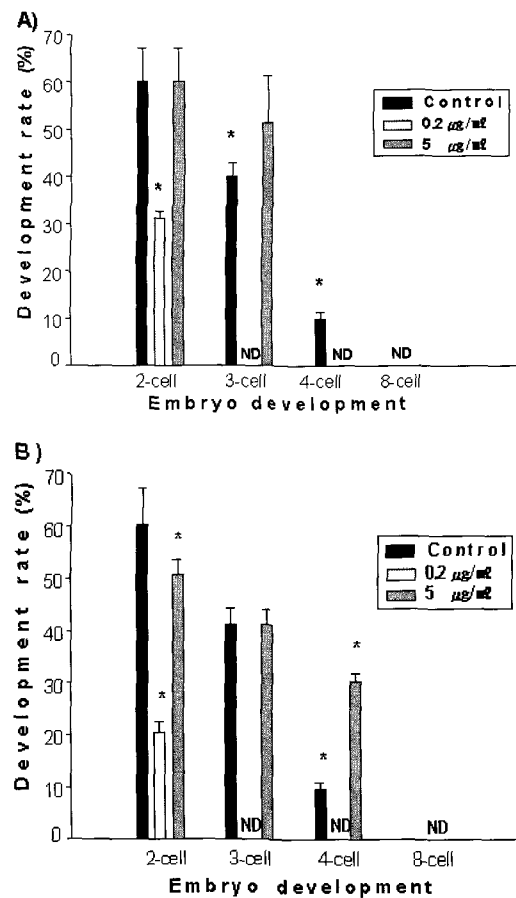 A)
Development rate (%)
70
60
50
40
30
20
10
0
Control
0.2 µg/㎖
5 µg/㎖
*
*
*
ND
ND
ND
2-cell
3-cell
4-cell
8-cell
Embryo development
B)
Development rate (%)
70
60
50
40
30
20
10
0
Control
0.2 µg/㎖
5 µg/㎖
*
*
*
*
ND
ND
ND
2-cell
3-cell
4-cell
8-cell
Embryo development